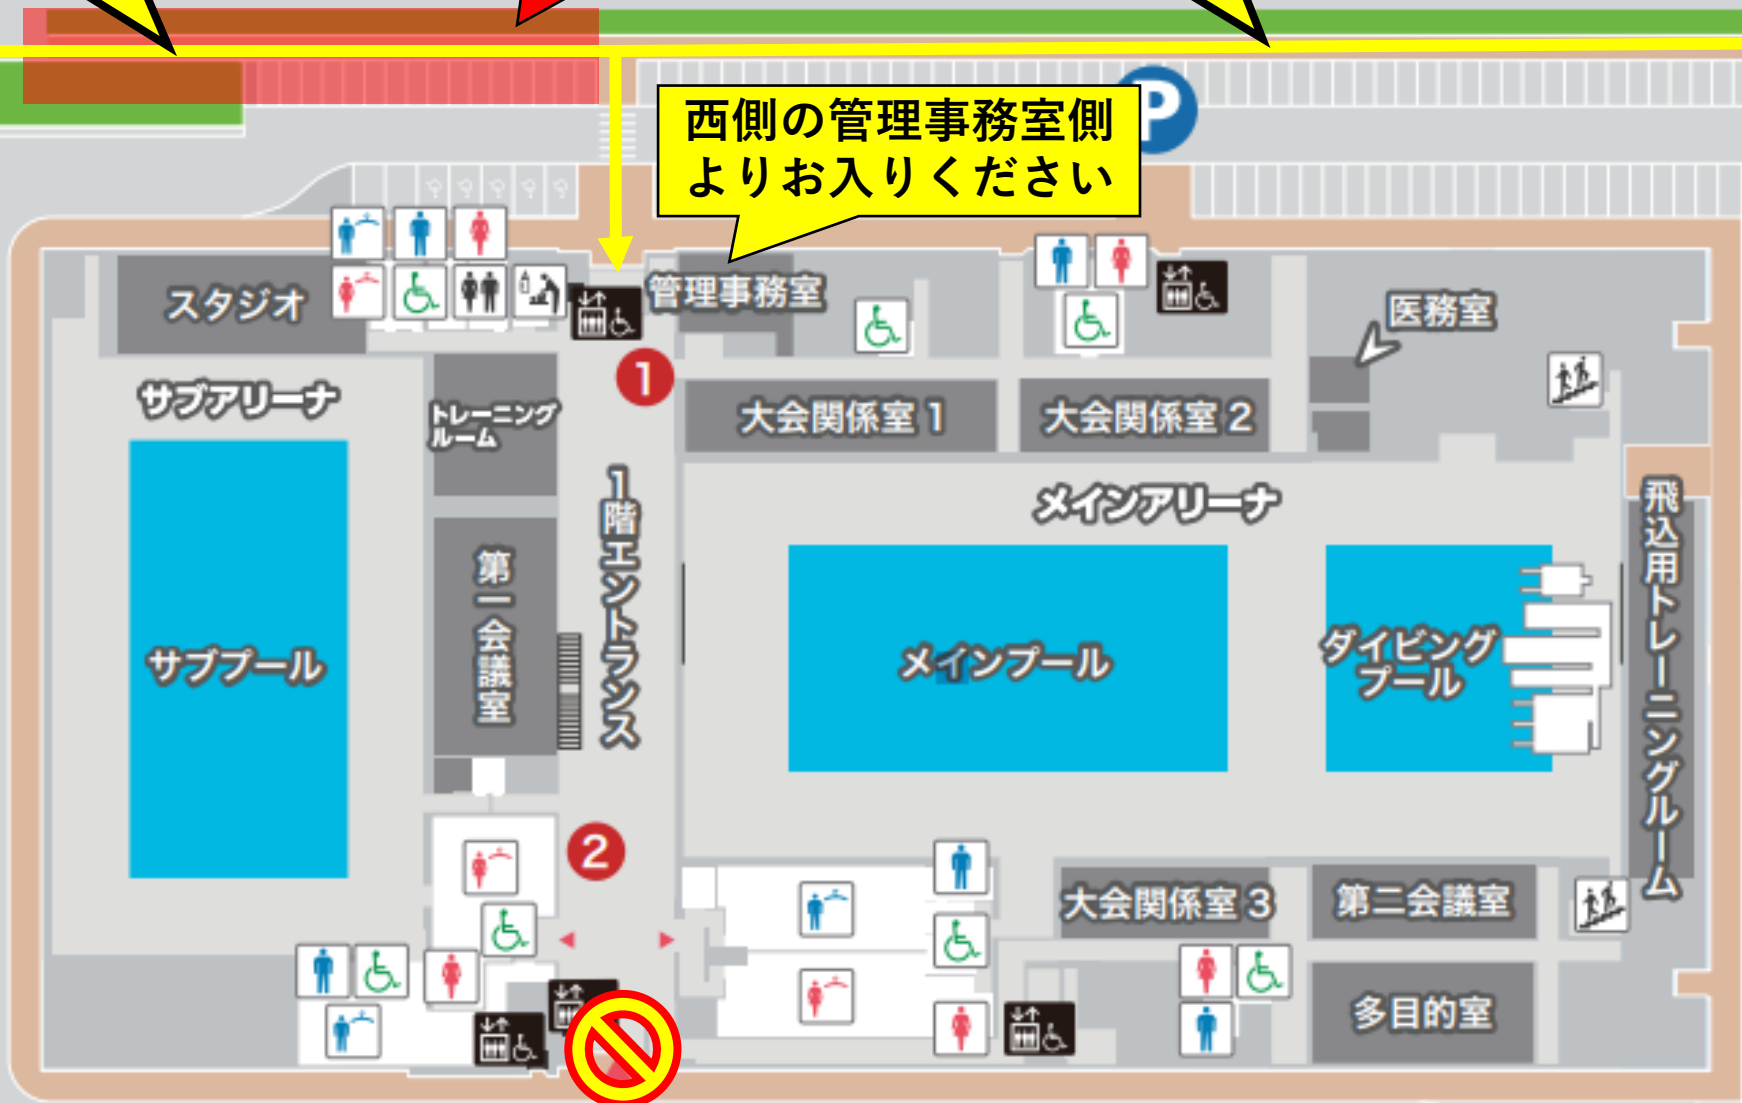 P
西側の管理事務室側
よりお入りください
スタジオ
管理事務室
医務室
1
サブアリーナ
トレーニング
ルーム
大会関係室1
大会関係室2
1階エントランス
メインアリーナ
飛込用トレーニングルーム
第一会議室
サブプール
メインプール
ダイビング
プール
2
大会関係室3
第二会議室
多目的室